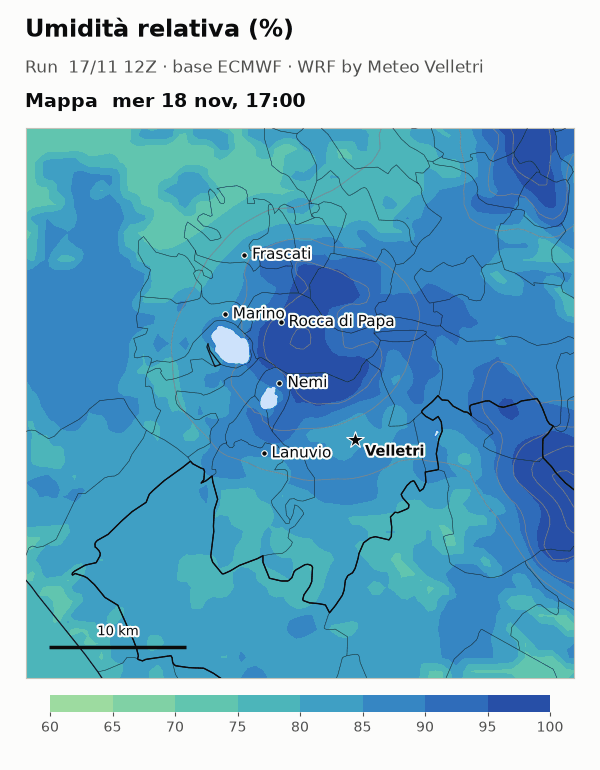 Umidità relativa (%)
Run  17/11 12Z · base ECMWF · WRF by Meteo Velletri
Mappa  mer 18 nov, 17:00
Frascati
Marino
Rocca di Papa
Nemi
Velletri
Lanuvio
10 km
60 65 70 75 80 85 90 95 100